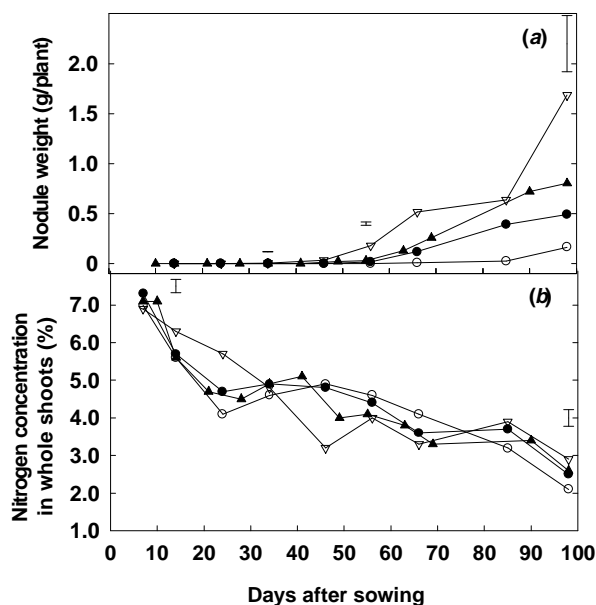 (a)
Nodule weight (g/plant)
2.0
1.5
1.0
0.5
0
(b)
Nitrogen concentration
in whole shoots (%)
7.0
6.0
5.0
4.0
3.0
2.0
1.0
0 10 20 30 40 50 60 70 80 90 100
Days after sowing